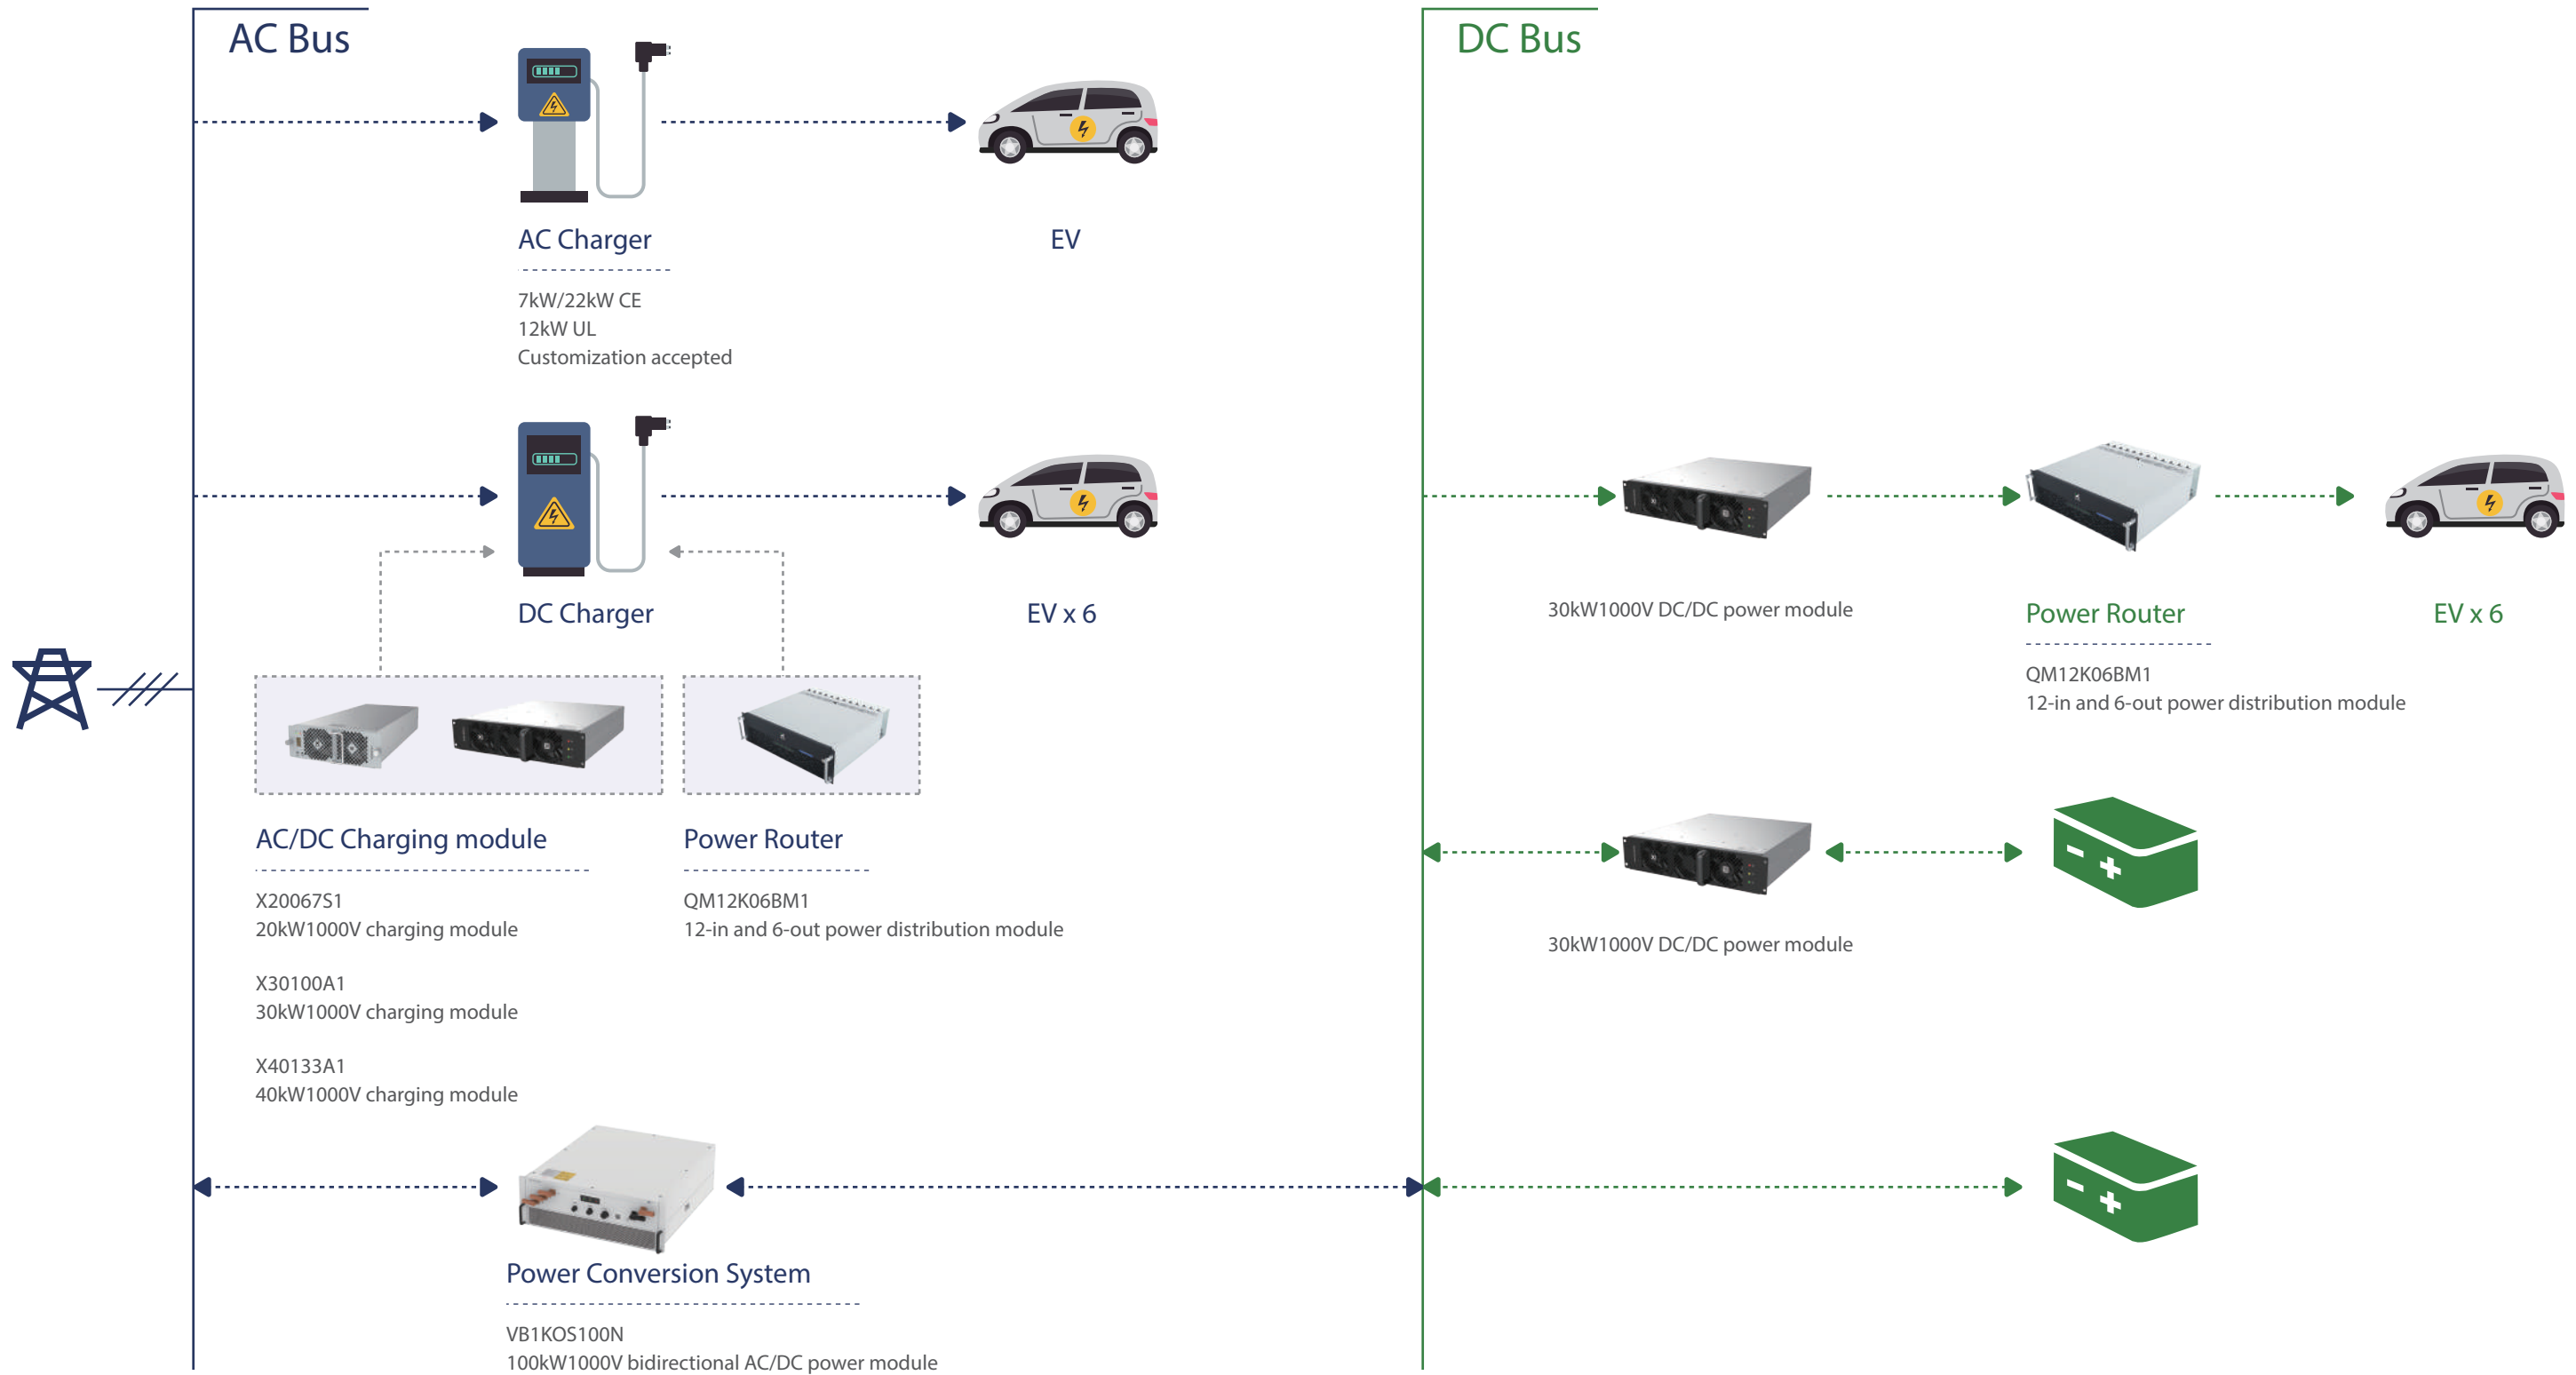 AC Bus
DC Bus
AC Charger
EV
7kW/22kW CE
12kW UL
Customization accepted
DC Charger
EV x 6
30kW1000V DC/DC power module
Power Router
EV x 6
QM12K06BM1
12-in and 6-out power distribution module
AC/DC Charging module
Power Router
X20067S1
20kW1000V charging module
QM12K06BM1
12-in and 6-out power distribution module
30kW1000V DC/DC power module
X30100A1
30kW1000V charging module
X40133A1
40kW1000V charging module
Power Conversion System
VB1KOS100N
100kW1000V bidirectional AC/DC power module